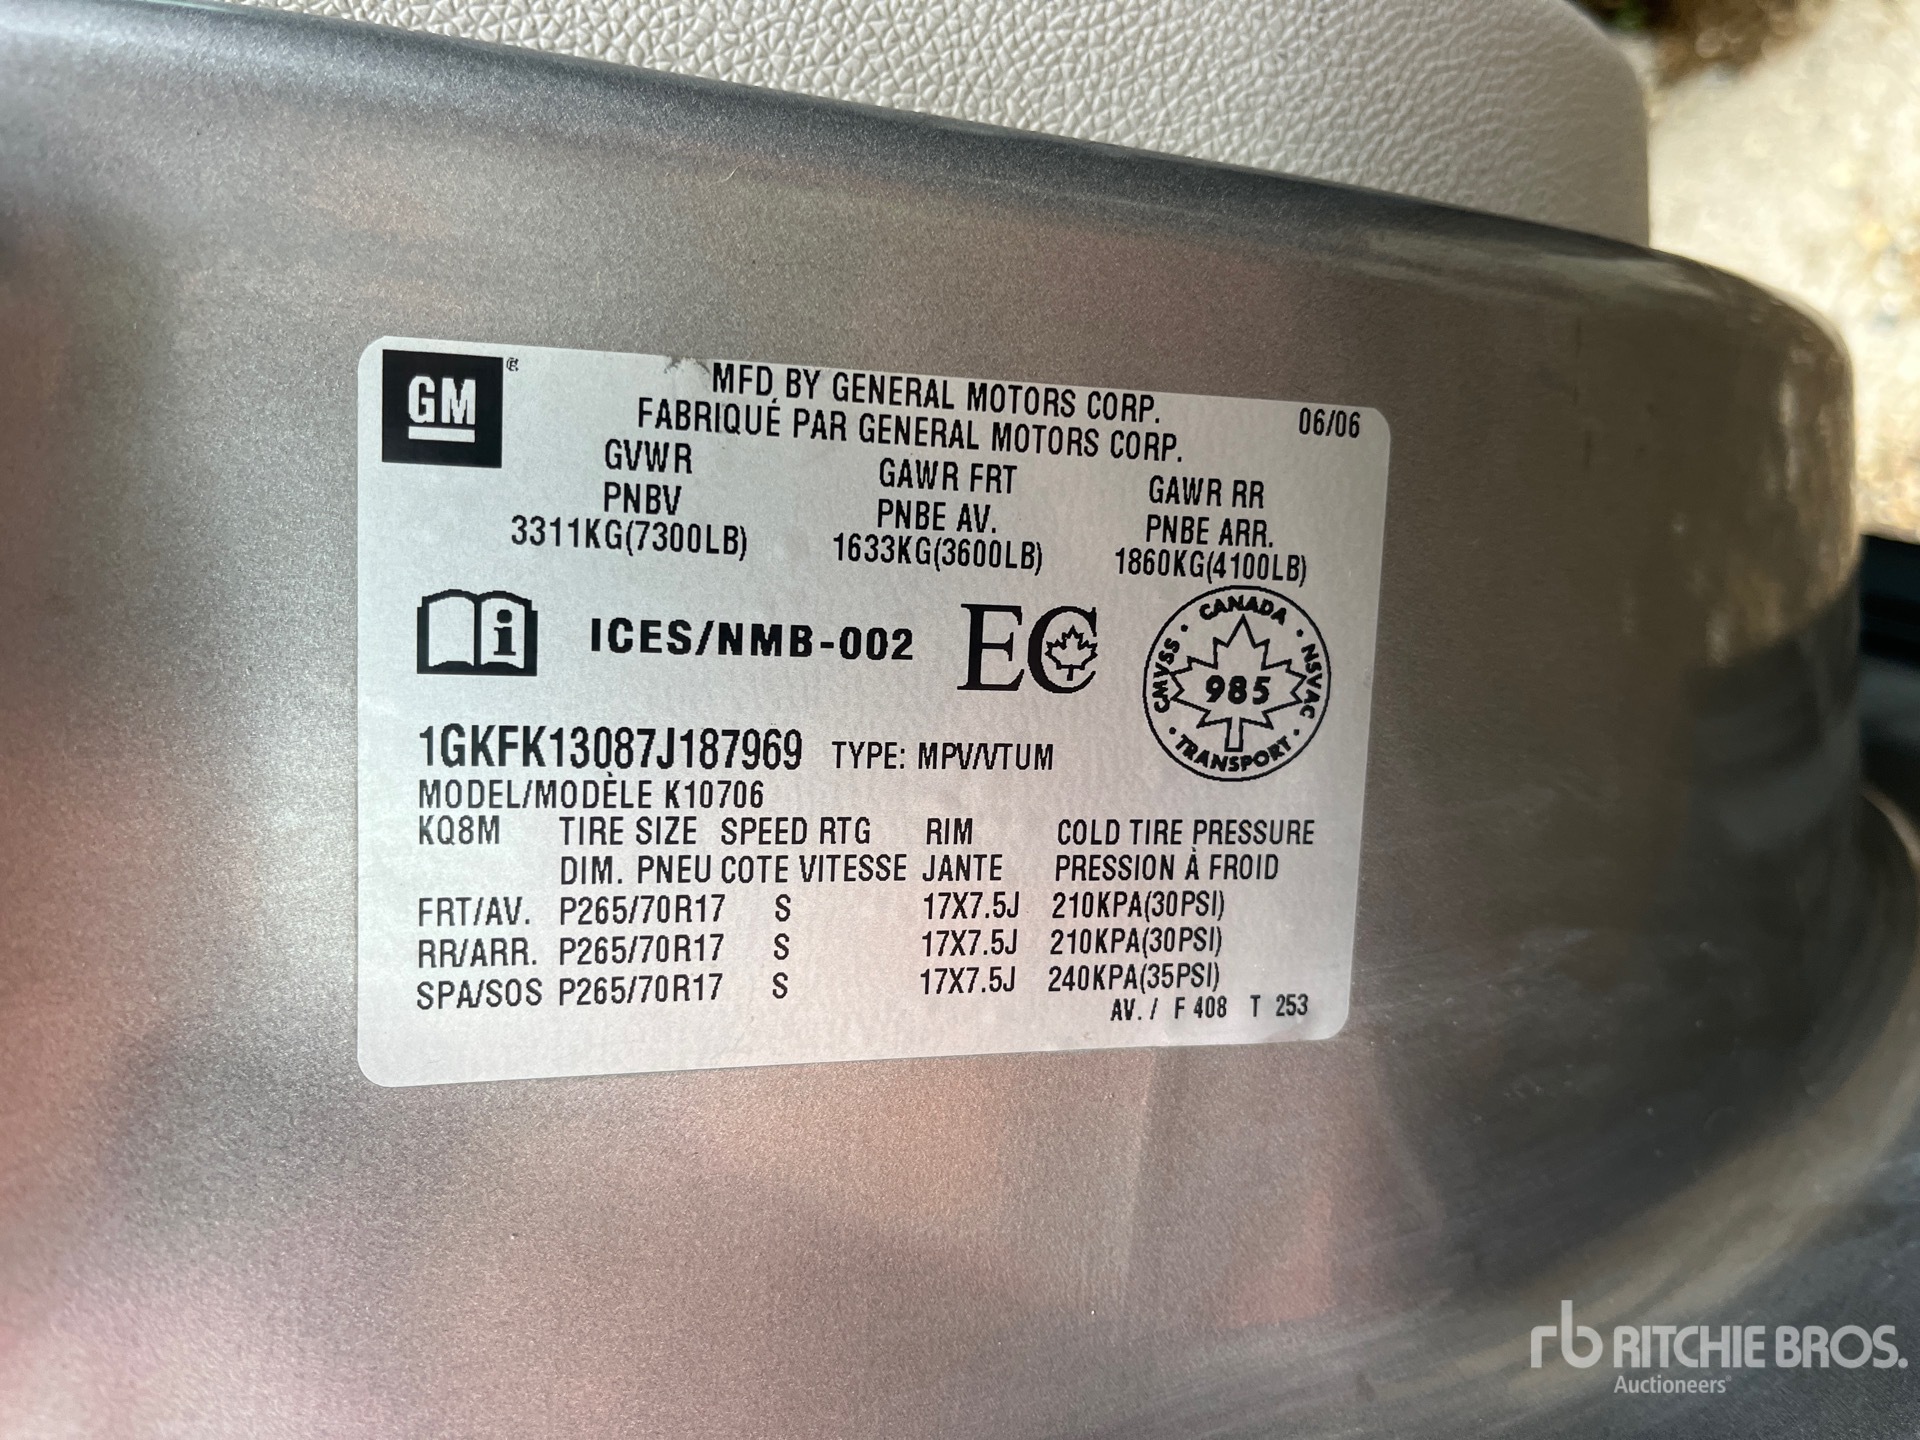 GM
MFD BY GENERAL MOTORS CORP.
06/06
FABRIQUÉ PAR GENERAL MOTORS CORP.
GVWR GAWR FRT GAWR RR
PNBV PNBE AV. PNBE ARR.
3311KG(7300LB) 1633KG(3600LB) 1860KG(4100LB)
i ICES/NMB-002 EC
CANADA
CMVSS 985 NSVAC
TRANSPORT
1GKFK13087J187969 TYPE: MPV/VTUM
MODEL/MODÈLE K10706
KQ8M TIRE SIZE SPEED RTG RIM COLD TIRE PRESSURE
DIM. PNEU COTE VITESSE JANTE PRESSION À FROID
FRT/AV. P265/70R17 S 17X7.5J 210KPA(30PSI)
RR/ARR. P265/70R17 S 17X7.5J 210KPA(30PSI)
SPA/SOS P265/70R17 S 17X7.5J 240KPA(35PSI)
AV. / F 408 T 253
rb RITCHIE BROS.
Auctioneers